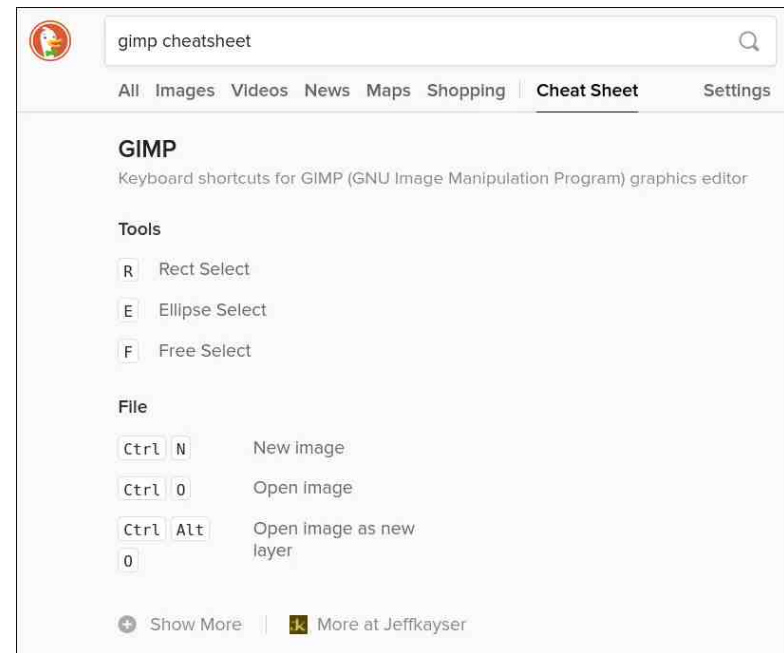 gimp cheatsheet
All Images Videos News Maps Shopping Cheat Sheet Settings
GIMP
Keyboard shortcuts for GIMP (GNU Image Manipulation Program) graphics editor
Tools
R Rect Select
E Ellipse Select
F Free Select
File
Ctrl N New image
Ctrl O Open image
Ctrl Alt Open image as new
O layer
Show More :k More at Jeffkayser